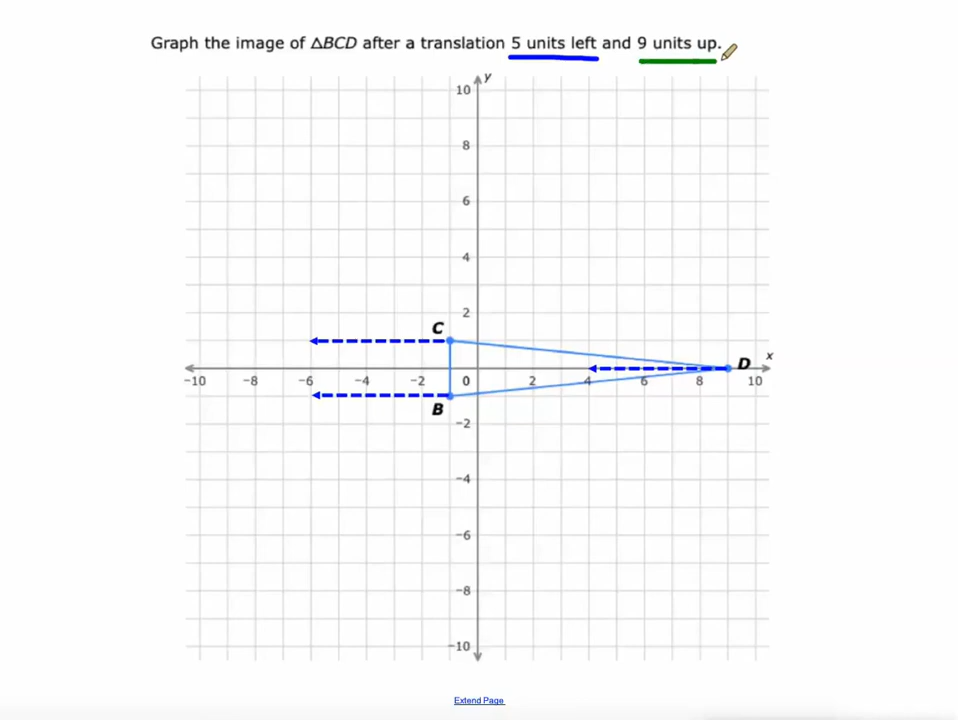 Graph the image of ΔBCD after a translation 5 units left and 9 units up.
y
10
8
6
4
2
C
D
x
−10 −8 −6 −4 −2 0 2 4 6 8 10
B
−2
−4
−6
−8
−10
Extend Page